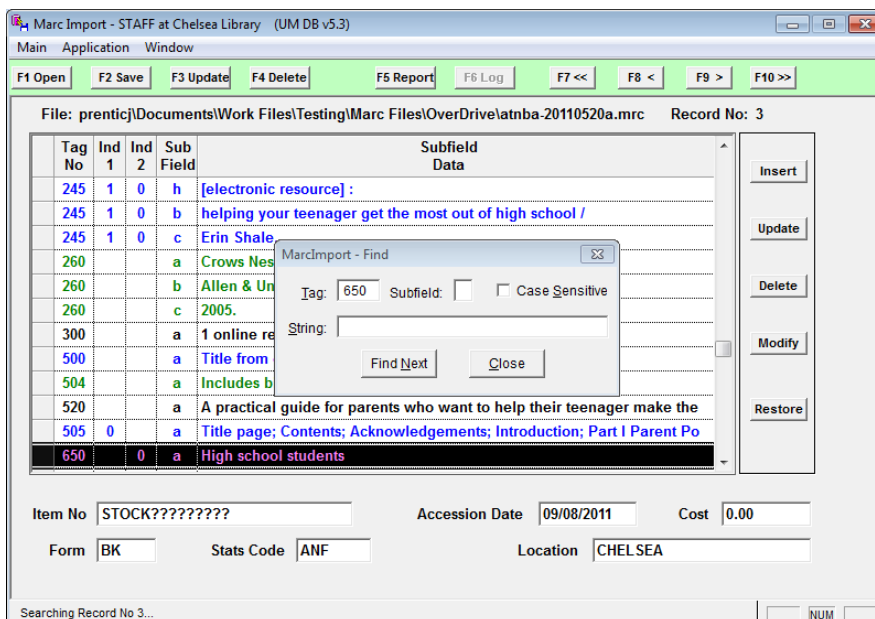 Marc Import - STAFF at Chelsea Library (UM DB v5.3)
Main Application Window
F1 Open F2 Save F3 Update F4 Delete F5 Report F6 Log F7 << F8 < F9 > F10 >>
File: prenticj\Documents\Work Files\Testing\Marc Files\OverDrive\atnba-20110520a.mrc Record No: 3
Tag No Ind 1 Ind 2 Sub Field Subfield Data
245 1 0 h [electronic resource] :
245 1 0 b helping your teenager get the most out of high school /
245 1 0 c Erin Shale.
260 a Crows Nes
260 b Allen & Un
260 c 2005.
300 a 1 online re
500 a Title from
504 a Includes b
520 a A practical guide for parents who want to help their teenager make the
505 0 a Title page; Contents; Acknowledgements; Introduction; Part I Parent Po
650 0 a High school students
MarcImport - Find
Tag: 650 Subfield: Case Sensitive
String:
Find Next Close
Insert
Update
Delete
Modify
Restore
Item No STOCK????????? Accession Date 09/08/2011 Cost 0.00
Form BK Stats Code ANF Location CHELSEA
Searching Record No 3... NUM